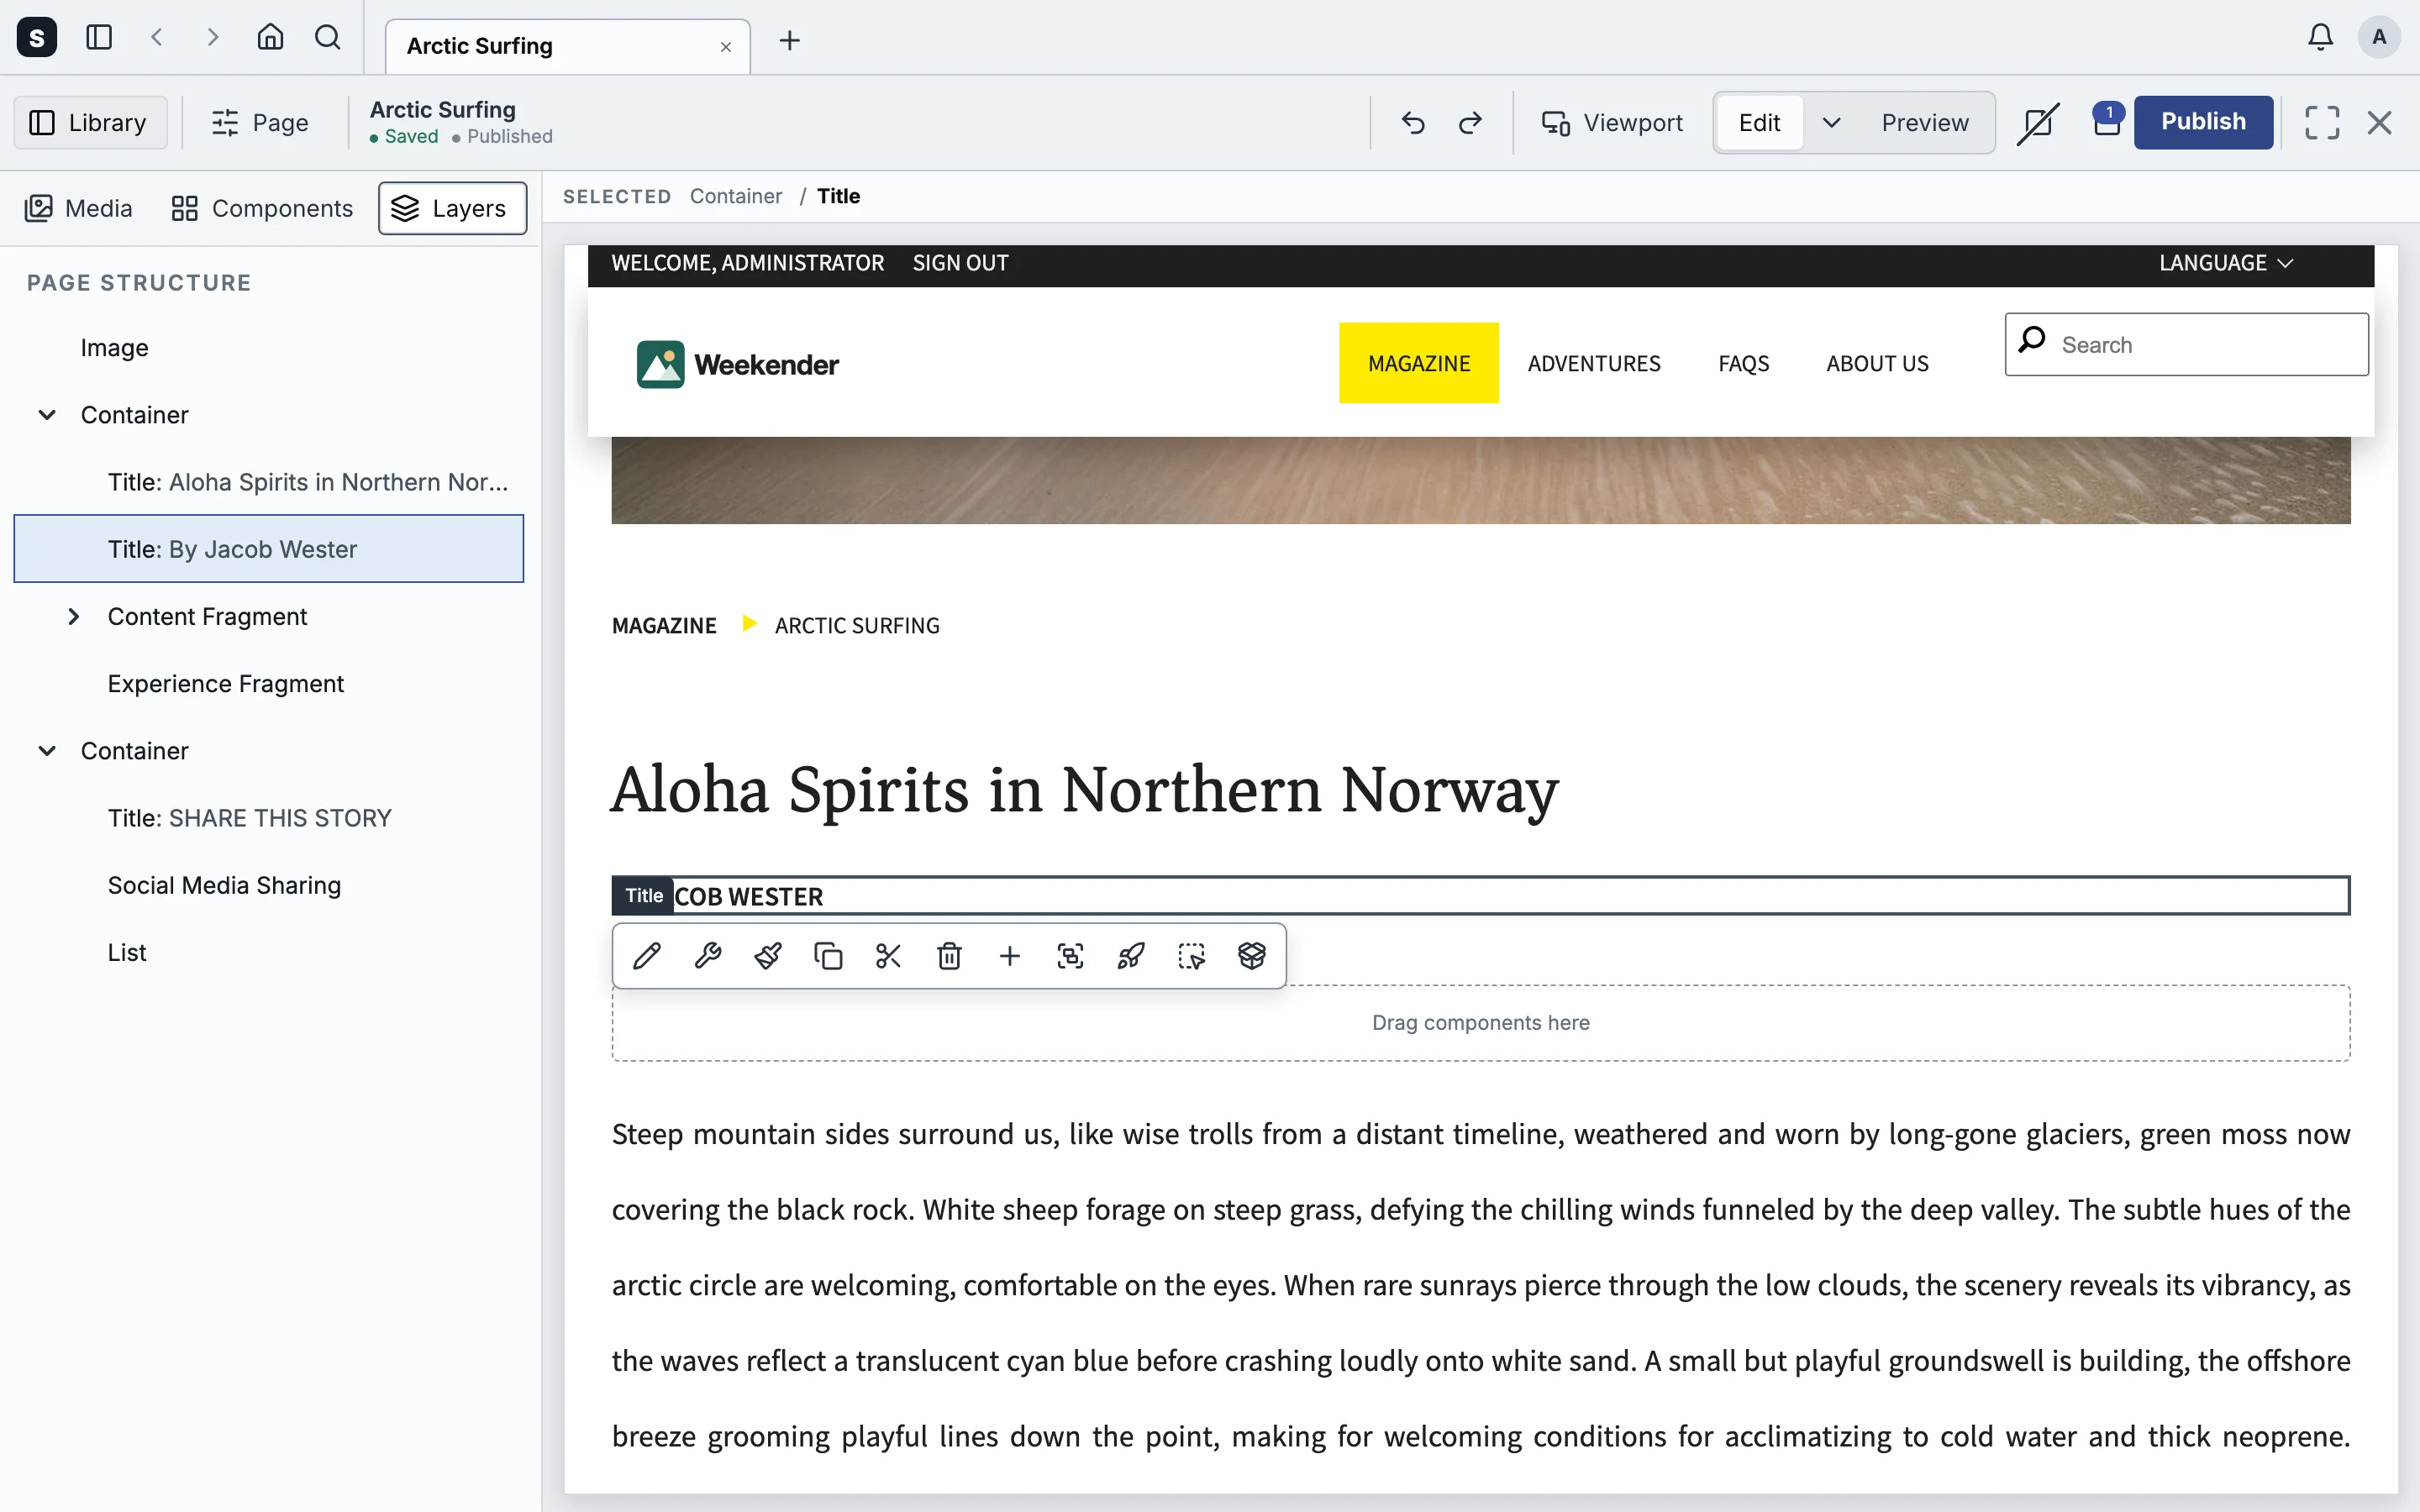 S
Arctic Surfing
A
Library
Page
Arctic Surfing
Saved
Published
Viewport
Edit
Preview
1
Publish
Media
Components
Layers
SELECTED Container / Title
PAGE STRUCTURE
Image
Container
Title: Aloha Spirits in Northern Nor...
Title: By Jacob Wester
Content Fragment
Experience Fragment
Container
Title: SHARE THIS STORY
Social Media Sharing
List
WELCOME, ADMINISTRATOR SIGN OUT
LANGUAGE
Weekender
MAGAZINE
ADVENTURES
FAQS
ABOUT US
Search
MAGAZINE ARCTIC SURFING
Aloha Spirits in Northern Norway
Title
COB WESTER
Drag components here
Steep mountain sides surround us, like wise trolls from a distant timeline, weathered and worn by long-gone glaciers, green moss now
covering the black rock. White sheep forage on steep grass, defying the chilling winds funneled by the deep valley. The subtle hues of the
arctic circle are welcoming, comfortable on the eyes. When rare sunrays pierce through the low clouds, the scenery reveals its vibrancy, as
the waves reflect a translucent cyan blue before crashing loudly onto white sand. A small but playful groundswell is building, the offshore
breeze grooming playful lines down the point, making for welcoming conditions for acclimatizing to cold water and thick neoprene.